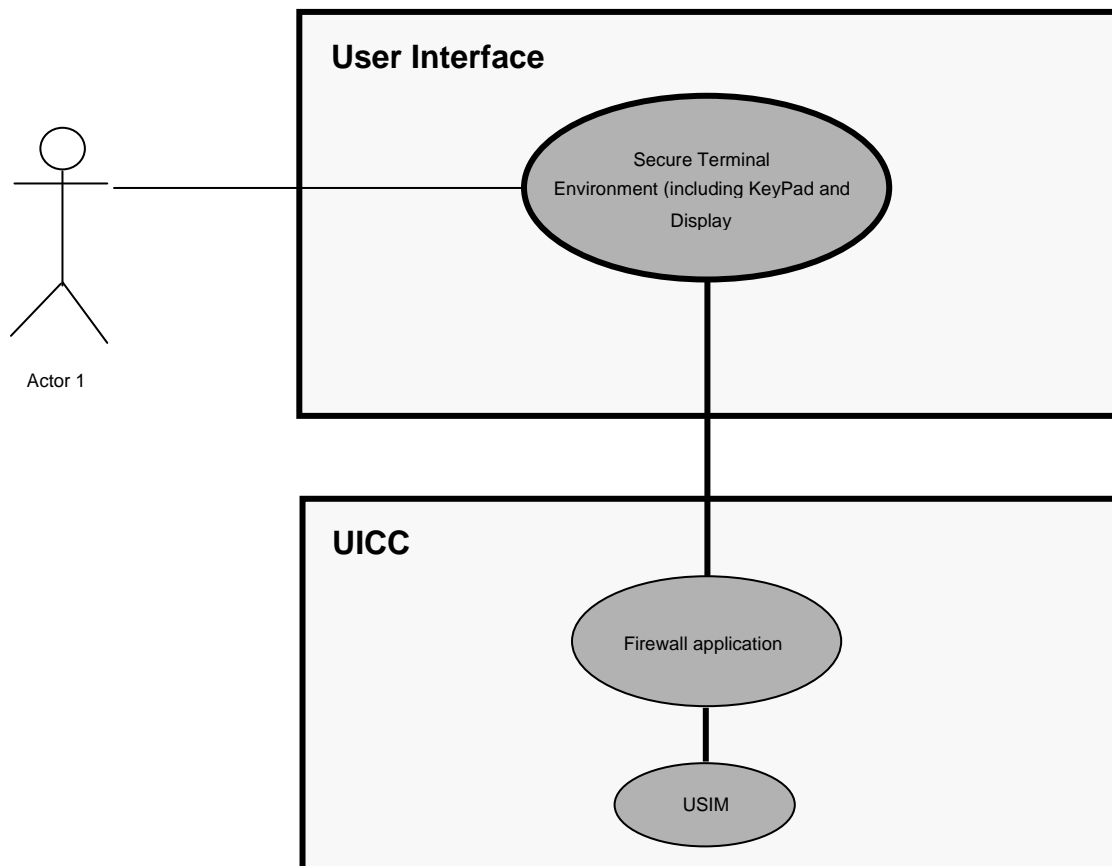 User Interface
Secure Terminal
Environment (including KeyPad and
Display
Actor 1
UICC
Firewall application
USIM